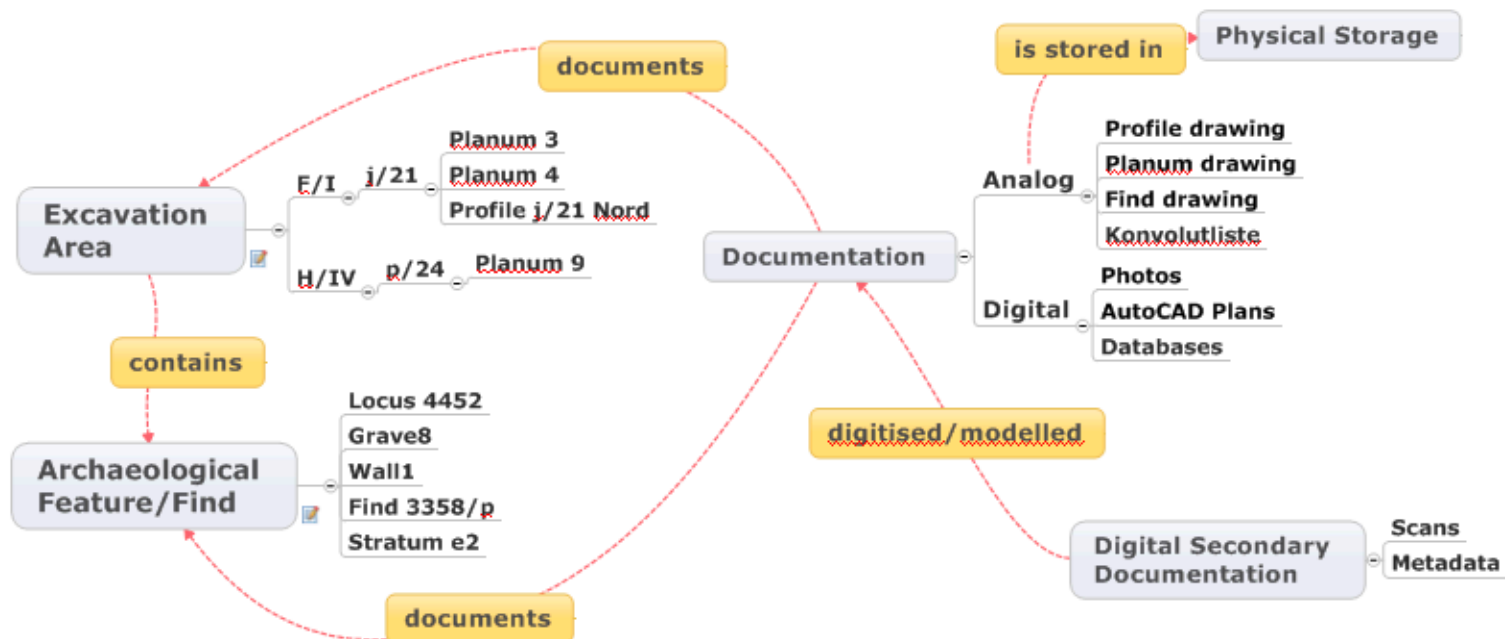 is stored in
Physical Storage
documents
Planum 3
F/I
j/21
Planum 4
Profile j/21 Nord
Excavation
Area
H/IV
p/24
Planum 9
contains
Archaeological
Feature/Find
Locus 4452
Grave8
Wall1
Find 3358/p
Stratum e2
documents
Documentation
Analog
Profile drawing
Planum drawing
Find drawing
Konvolutliste
Digital
Photos
AutoCAD Plans
Databases
digitised/modelled
Digital Secondary
Documentation
Scans
Metadata